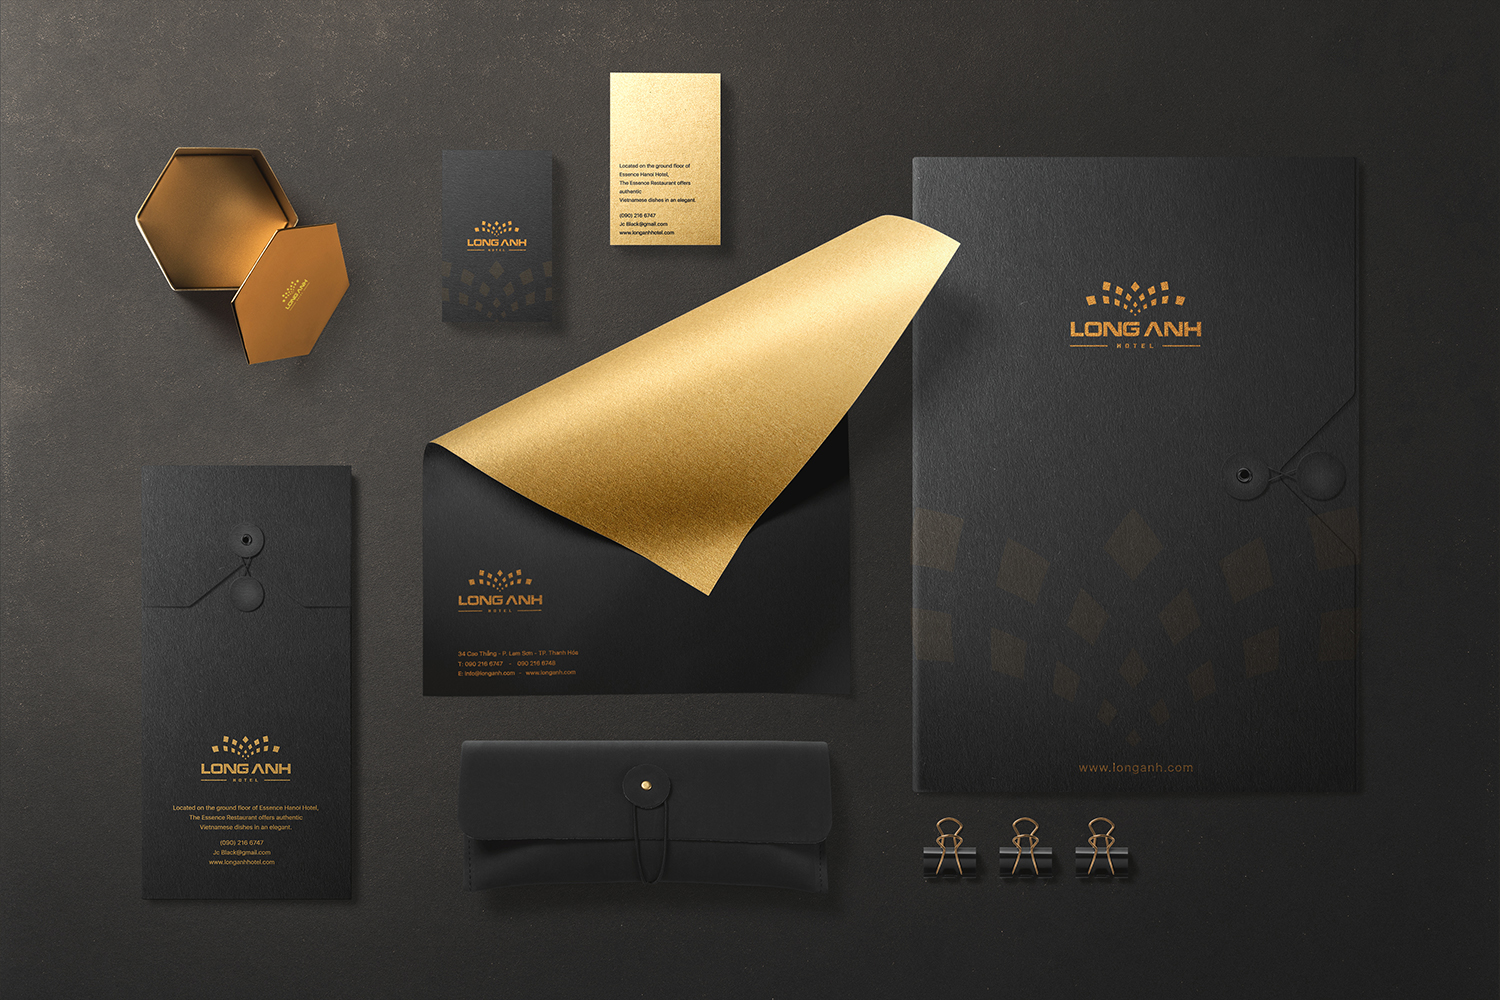 LONG ANH
HOTEL
LONG ANH
HOTEL
Located on the ground floor of
Essence Hanoi Hotel,
The Essence Restaurant offers
authentic
Vietnamese dishes in an elegant.
(090) 216 6747
Jc Black@gmail.com
www.longanhhotel.com
LONG ANH
HOTEL
www.longanh.com
LONG ANH
HOTEL
34 Cao Thắng - P. Lam Sơn - TP. Thanh Hóa
T: 090 216 6747 - 090 216 6748
E: info@longanh.com - www.longanh.com
LONG ANH
HOTEL
Located on the ground floor of Essence Hanoi Hotel,
The Essence Restaurant offers authentic
Vietnamese dishes in an elegant.
(090) 216 6747
Jc Black@gmail.com
www.longanhhotel.com